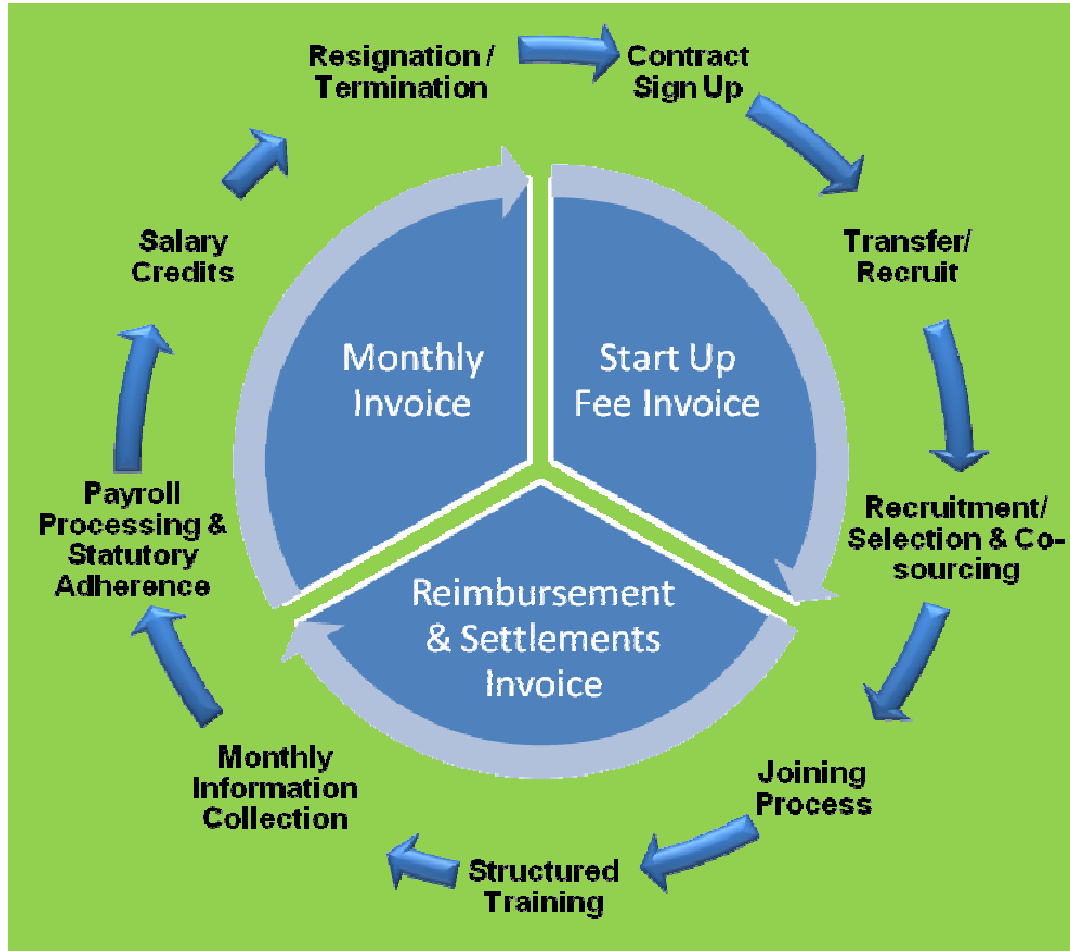 Resignation /
Termination
Contract
Sign Up
Transfer/
Recruit
Recruitment/
Selection & Co-
sourcing
Joining
Process
Structured
Training
Monthly
Information
Collection
Payroll
Processing &
Statutory
Adherence
Salary
Credits
Monthly
Invoice
Start Up
Fee Invoice
Reimbursement
& Settlements
Invoice